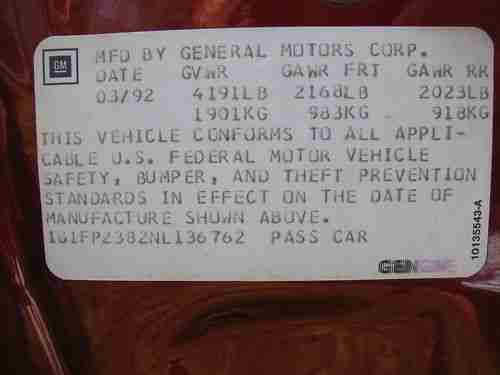 GM
MFD BY GENERAL MOTORS CORP.
DATE GVWR GAWR FRT GAWR RR
03/92 4191LB 2168LB 2023LB
1901KG 983KG 918KG
THIS VEHICLE CONFORMS TO ALL APPLI-
CABLE U.S. FEDERAL MOTOR VEHICLE
SAFETY, BUMPER, AND THEFT PREVENTION
STANDARDS IN EFFECT ON THE DATE OF
MANUFACTURE SHOWN ABOVE.
1G1FP2382NL136762 PASS CAR
10135543-A